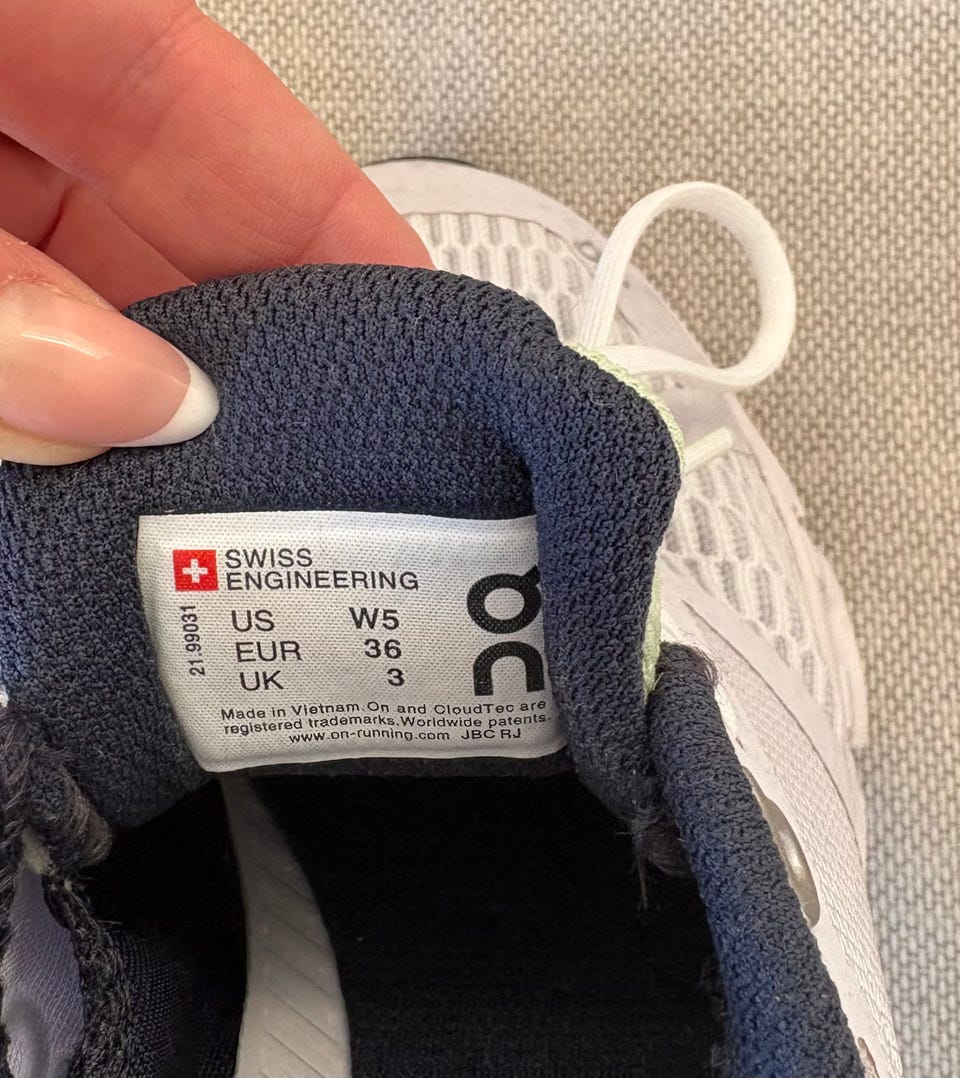 SWISS
ENGINEERING
US W5
EUR 36
UK 3
21.99031
On
Made in Vietnam. On and CloudTec are
registered trademarks. Worldwide patents.
www.on-running.com JBC RJ